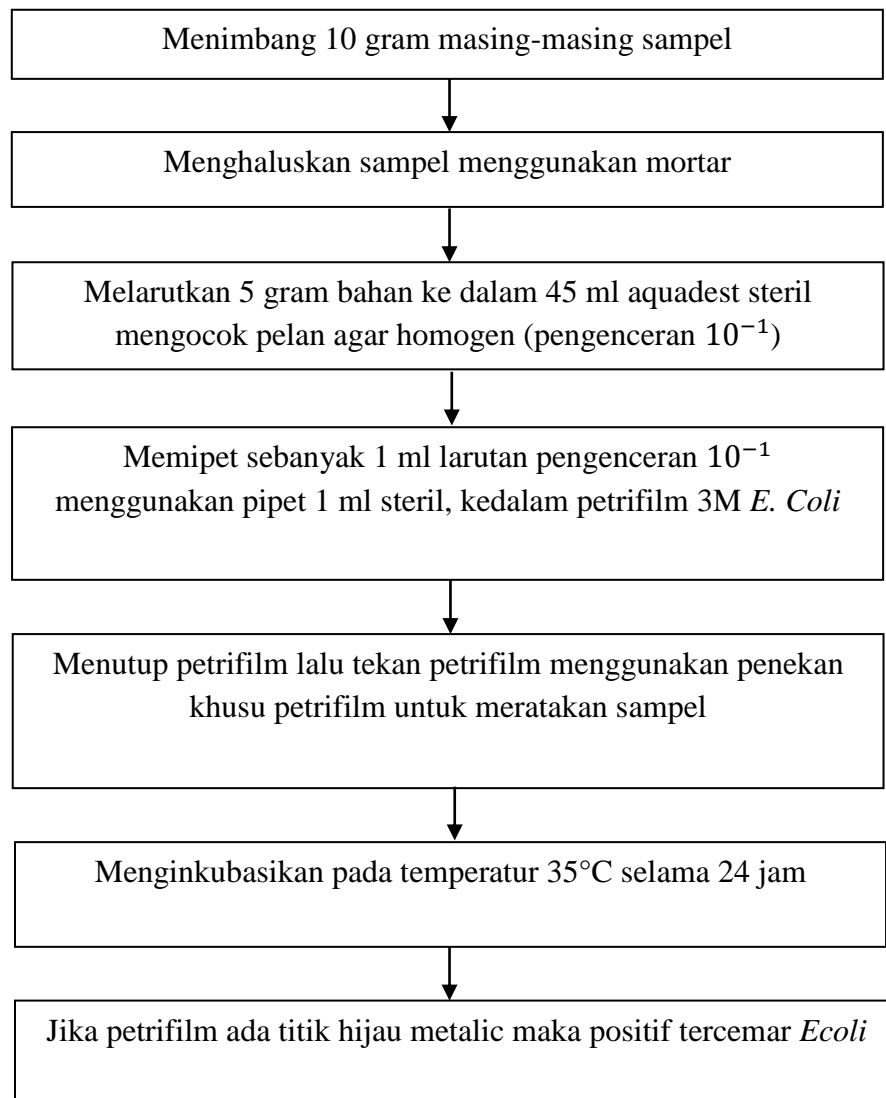 Menimbang 10 gram masing-masing sampel
Menghaluskan sampel menggunakan mortar
Melarutkan 5 gram bahan ke dalam 45 ml aquadest steril
mengocok pelan agar homogen (pengenceran 10⁻¹)
Memipet sebanyak 1 ml larutan pengenceran 10⁻¹
menggunakan pipet 1 ml steril, kedalam petrifilm 3M E. Coli
Menutup petrifilm lalu tekan petrifilm menggunakan penekan
khusu petrifilm untuk meratakan sampel
Menginkubasikan pada temperatur 35°C selama 24 jam
Jika petrifilm ada titik hijau metalic maka positif tercemar Ecoli